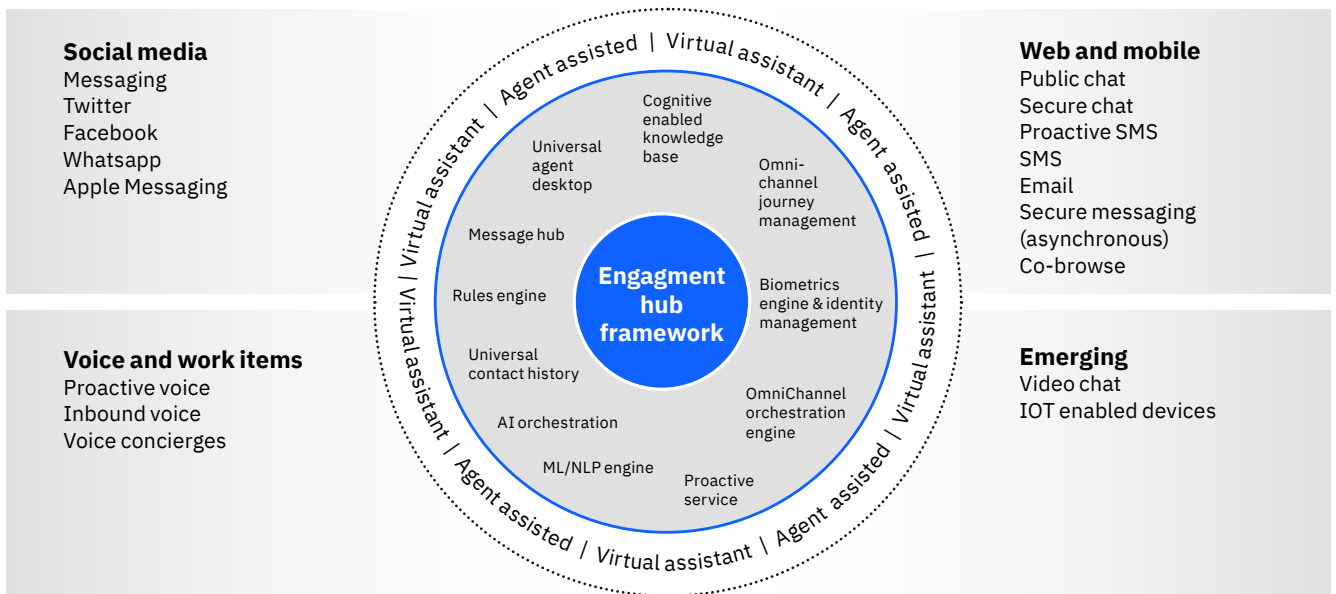 Social media
Messaging
Twitter
Facebook
Whatsapp
Apple Messaging
Voice and work items
Proactive voice
Inbound voice
Voice concierges
Virtual assistant | Agent assisted | Virtual assistant | Agent assisted | Virtual assistant | Agent assisted | Virtual assistant | Agent assisted | Virtual assistant |
Cognitive
enabled
knowledge
base
Universal
agent
desktop
Omni-
channel
journey
management
Message hub
Rules engine
Engagment
hub
framework
Biometrics
engine & identity
management
Universal
contact history
OmniChannel
orchestration
engine
AI orchestration
ML/NLP engine
Proactive
service
Web and mobile
Public chat
Secure chat
Proactive SMS
SMS
Email
Secure messaging
(asynchronous)
Co-browse
Emerging
Video chat
IOT enabled devices